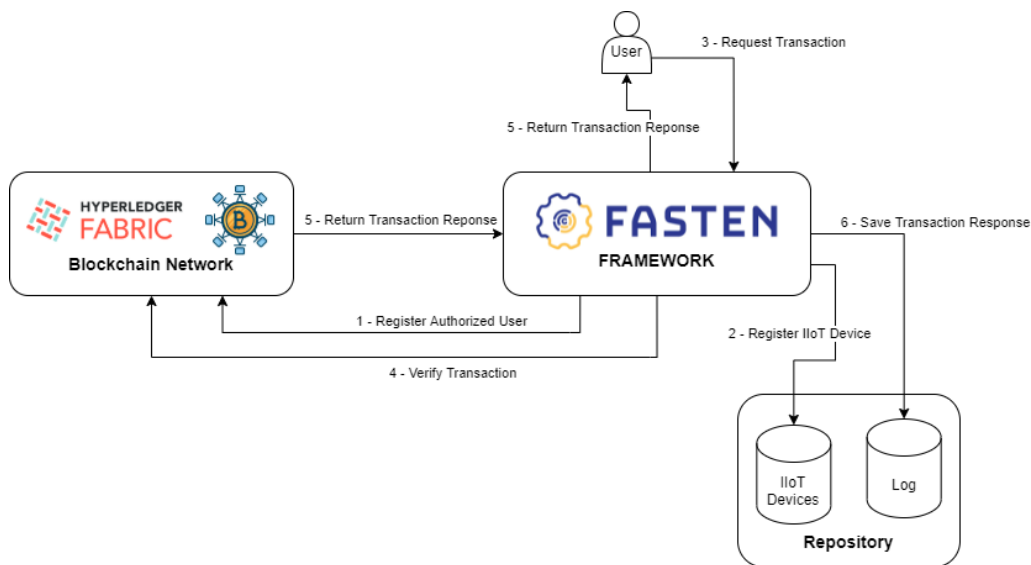 User
3 - Request Transaction
5 - Return Transaction Reponse
HYPERLEDGER
FABRIC
B
Blockchain Network
5 - Return Transaction Reponse
FASTEN
FRAMEWORK
6 - Save Transaction Response
1 - Register Authorized User
2 - Register IIoT Device
4 - Verify Transaction
IIoT
Devices
Log
Repository